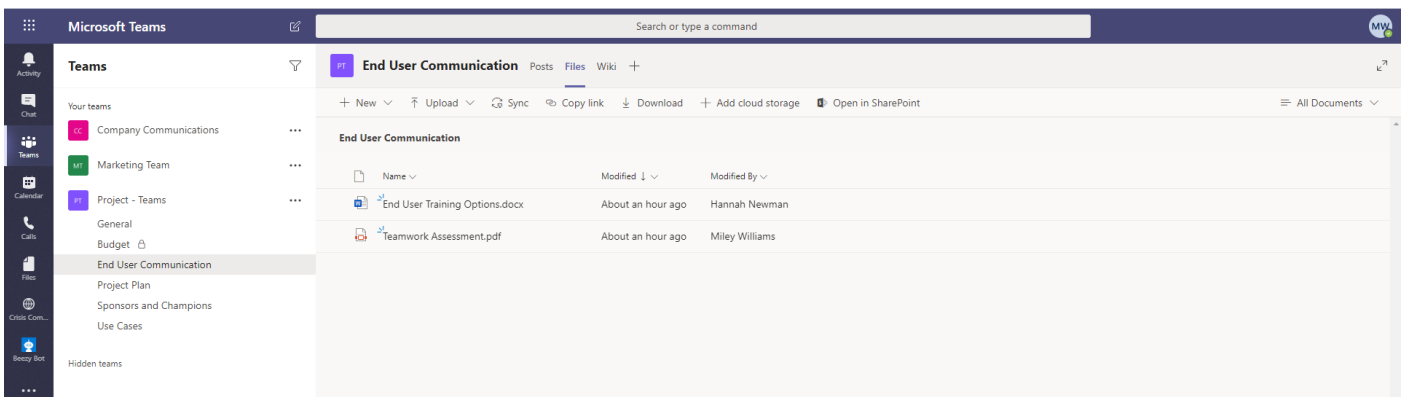 Microsoft Teams
Search or type a command
MW
Activity
Chat
Teams
Calendar
Calls
Files
Crisis Com...
Beezy Bot
Teams
Your teams
CC Company Communications
MT Marketing Team
PT Project - Teams
General
Budget
End User Communication
Project Plan
Sponsors and Champions
Use Cases
Hidden teams
PT End User Communication Posts Files Wiki +
+ New Upload Sync Copy link Download + Add cloud storage Open in SharePoint All Documents
End User Communication
Name Modified ↓ Modified By
End User Training Options.docx About an hour ago Hannah Newman
Teamwork Assessment.pdf About an hour ago Miley Williams